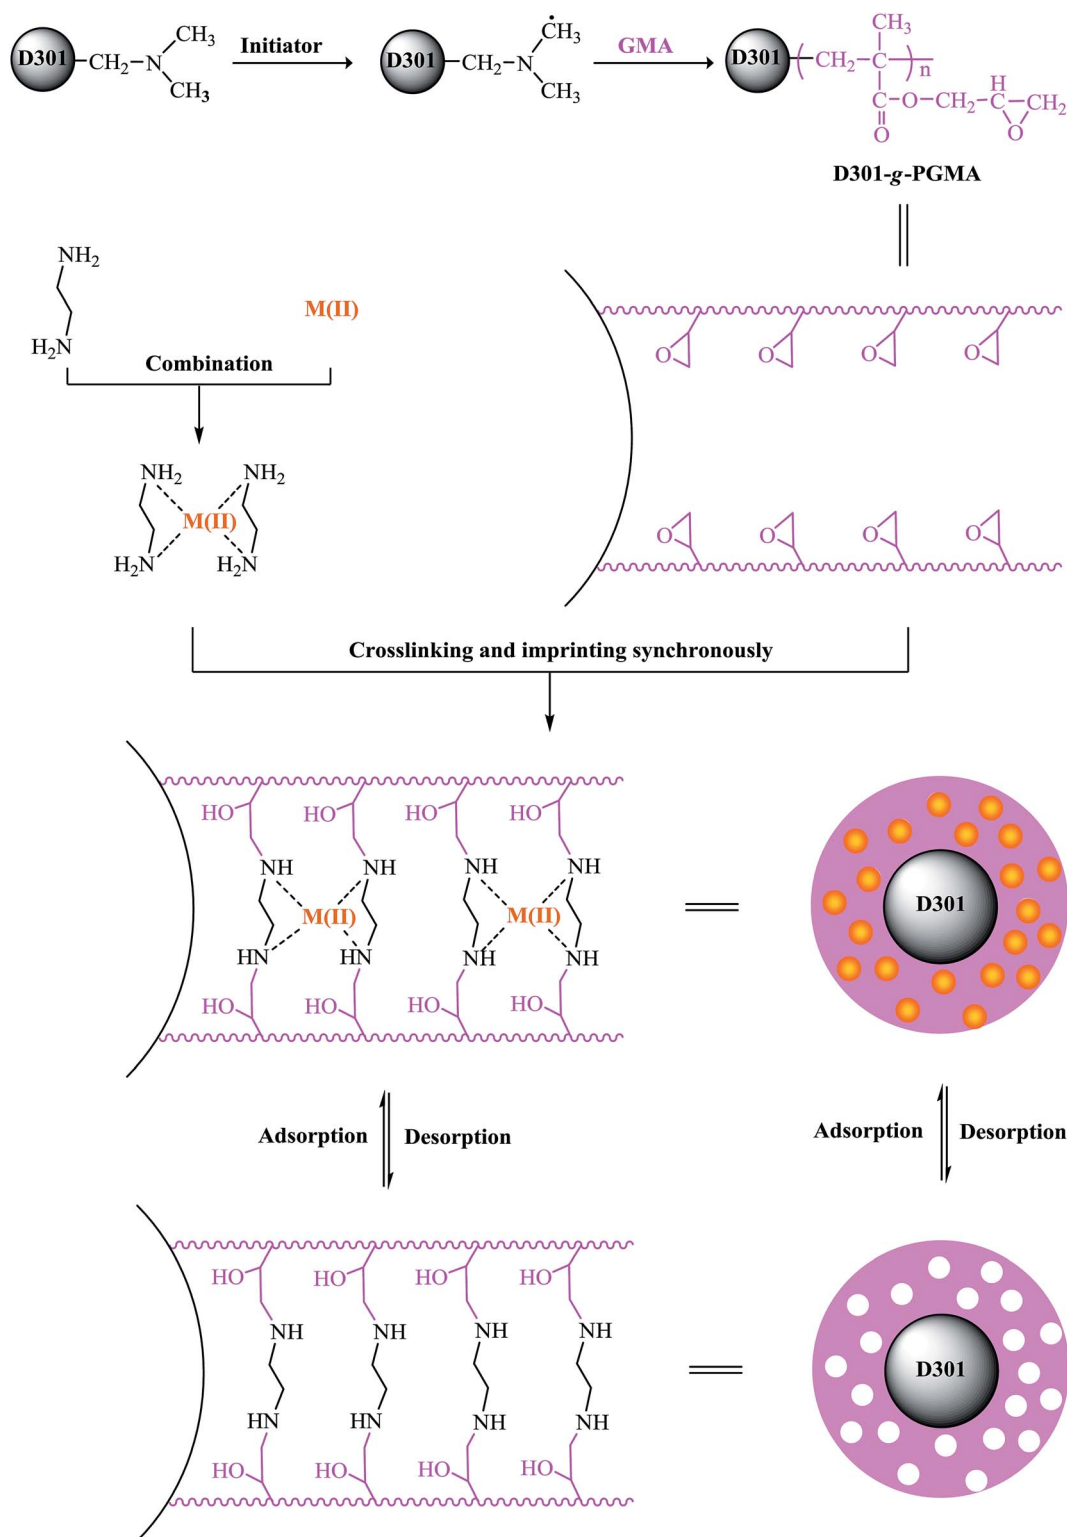 D301 CH₂ N CH₃ CH₃
Initiator
D301 CH₂ N ĊH₃ CH₃
GMA
D301 CH₂ C CH₃ n
C O CH₂ C H CH₂
O O
D301-g-PGMA
NH₂
H₂N
M(II)
Combination
O O O O
NH₂ NH₂
M(II)
H₂N H₂N
O O O O
Crosslinking and imprinting synchronously
HO HO HO HO
NH NH NH NH
M(II) M(II)
HN HN NH NH
HO HO HO HO
D301
Adsorption Desorption
Adsorption Desorption
HO HO HO HO
NH NH NH NH
HN HN NH NH
HO HO HO HO
D301